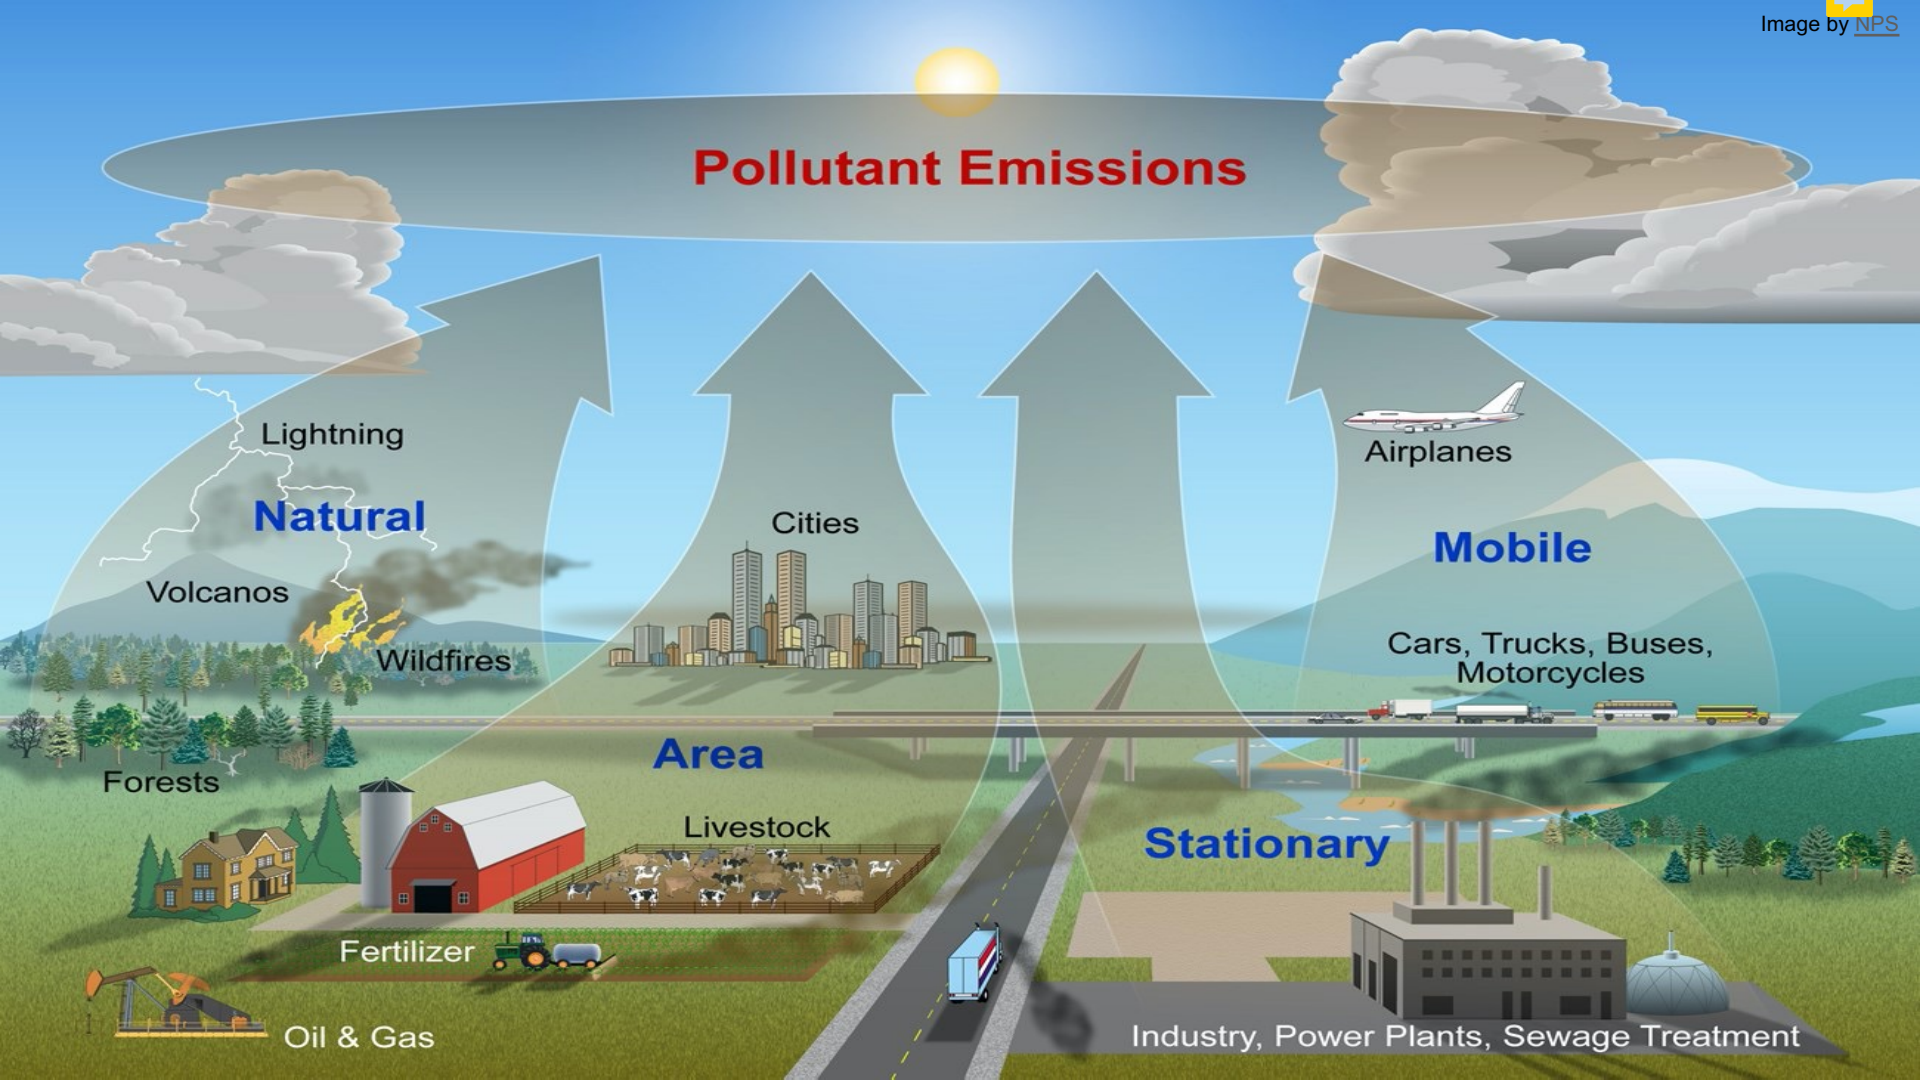 Image by NPS
Pollutant Emissions
Lightning
Natural
Volcanos
Wildfires
Forests
Cities
Area
Livestock
Fertilizer
Oil & Gas
Airplanes
Mobile
Cars, Trucks, Buses,
Motorcycles
Stationary
Industry, Power Plants, Sewage Treatment